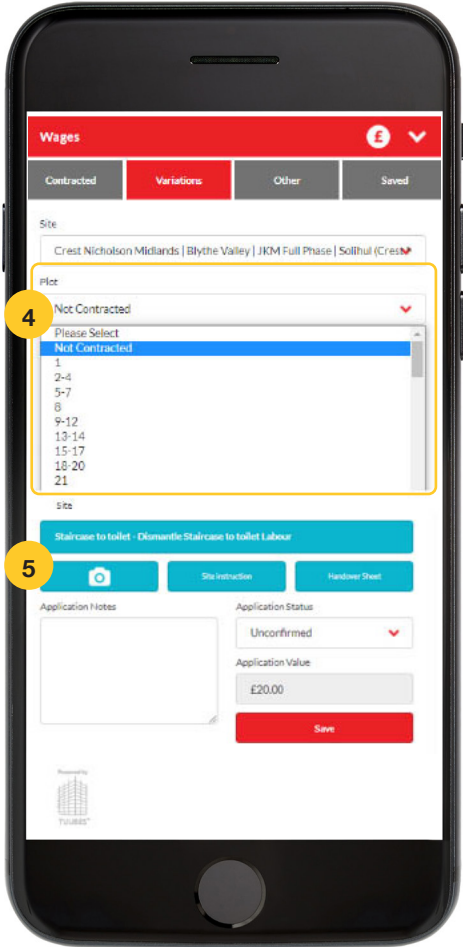 Wages
£
Contracted Variations Other Saved
Site
Crest Nicholson Midlands | Blythe Valley | JKM Full Phase | Solihul (Crest
Plot
4
Not Contracted
Please Select
Not Contracted
1
2-4
5-7
8
9-12
13-14
15-17
18-20
21
Site
Staircase to toilet - Dismantle Staircase to toilet Labour
5
Site Instruction Handover Sheet
Application Notes Application Status
Unconfirmed
Application Value
£20.00
Save
Powered by